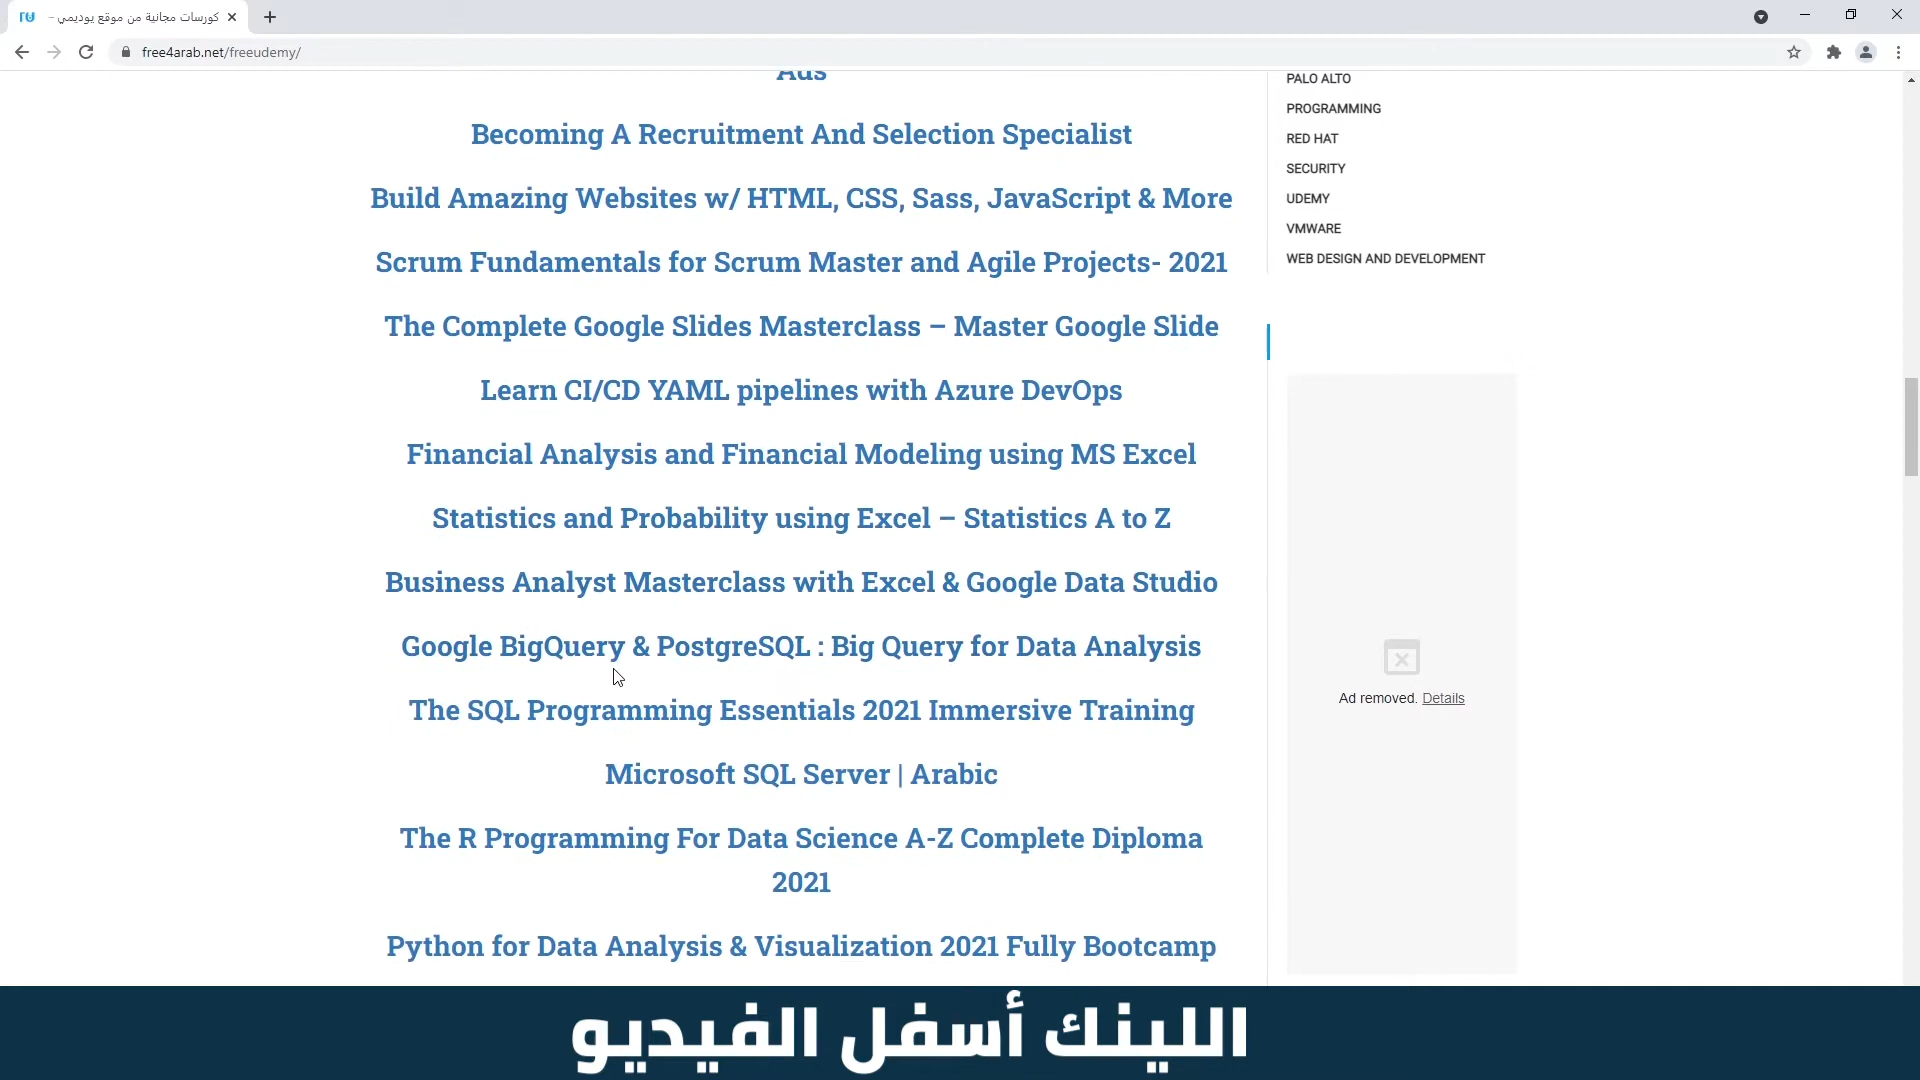 كورسات مجانية من موقع يوديمي –
free4arab.net/freeudemy/
Ads
Becoming A Recruitment And Selection Specialist
Build Amazing Websites w/ HTML, CSS, Sass, JavaScript & More
Scrum Fundamentals for Scrum Master and Agile Projects- 2021
The Complete Google Slides Masterclass – Master Google Slide
Learn CI/CD YAML pipelines with Azure DevOps
Financial Analysis and Financial Modeling using MS Excel
Statistics and Probability using Excel – Statistics A to Z
Business Analyst Masterclass with Excel & Google Data Studio
Google BigQuery & PostgreSQL : Big Query for Data Analysis
The SQL Programming Essentials 2021 Immersive Training
Microsoft SQL Server | Arabic
The R Programming For Data Science A-Z Complete Diploma
2021
Python for Data Analysis & Visualization 2021 Fully Bootcamp
PALO ALTO
PROGRAMMING
RED HAT
SECURITY
UDEMY
VMWARE
WEB DESIGN AND DEVELOPMENT
Ad removed. Details
اللينك أسفل الفيديو